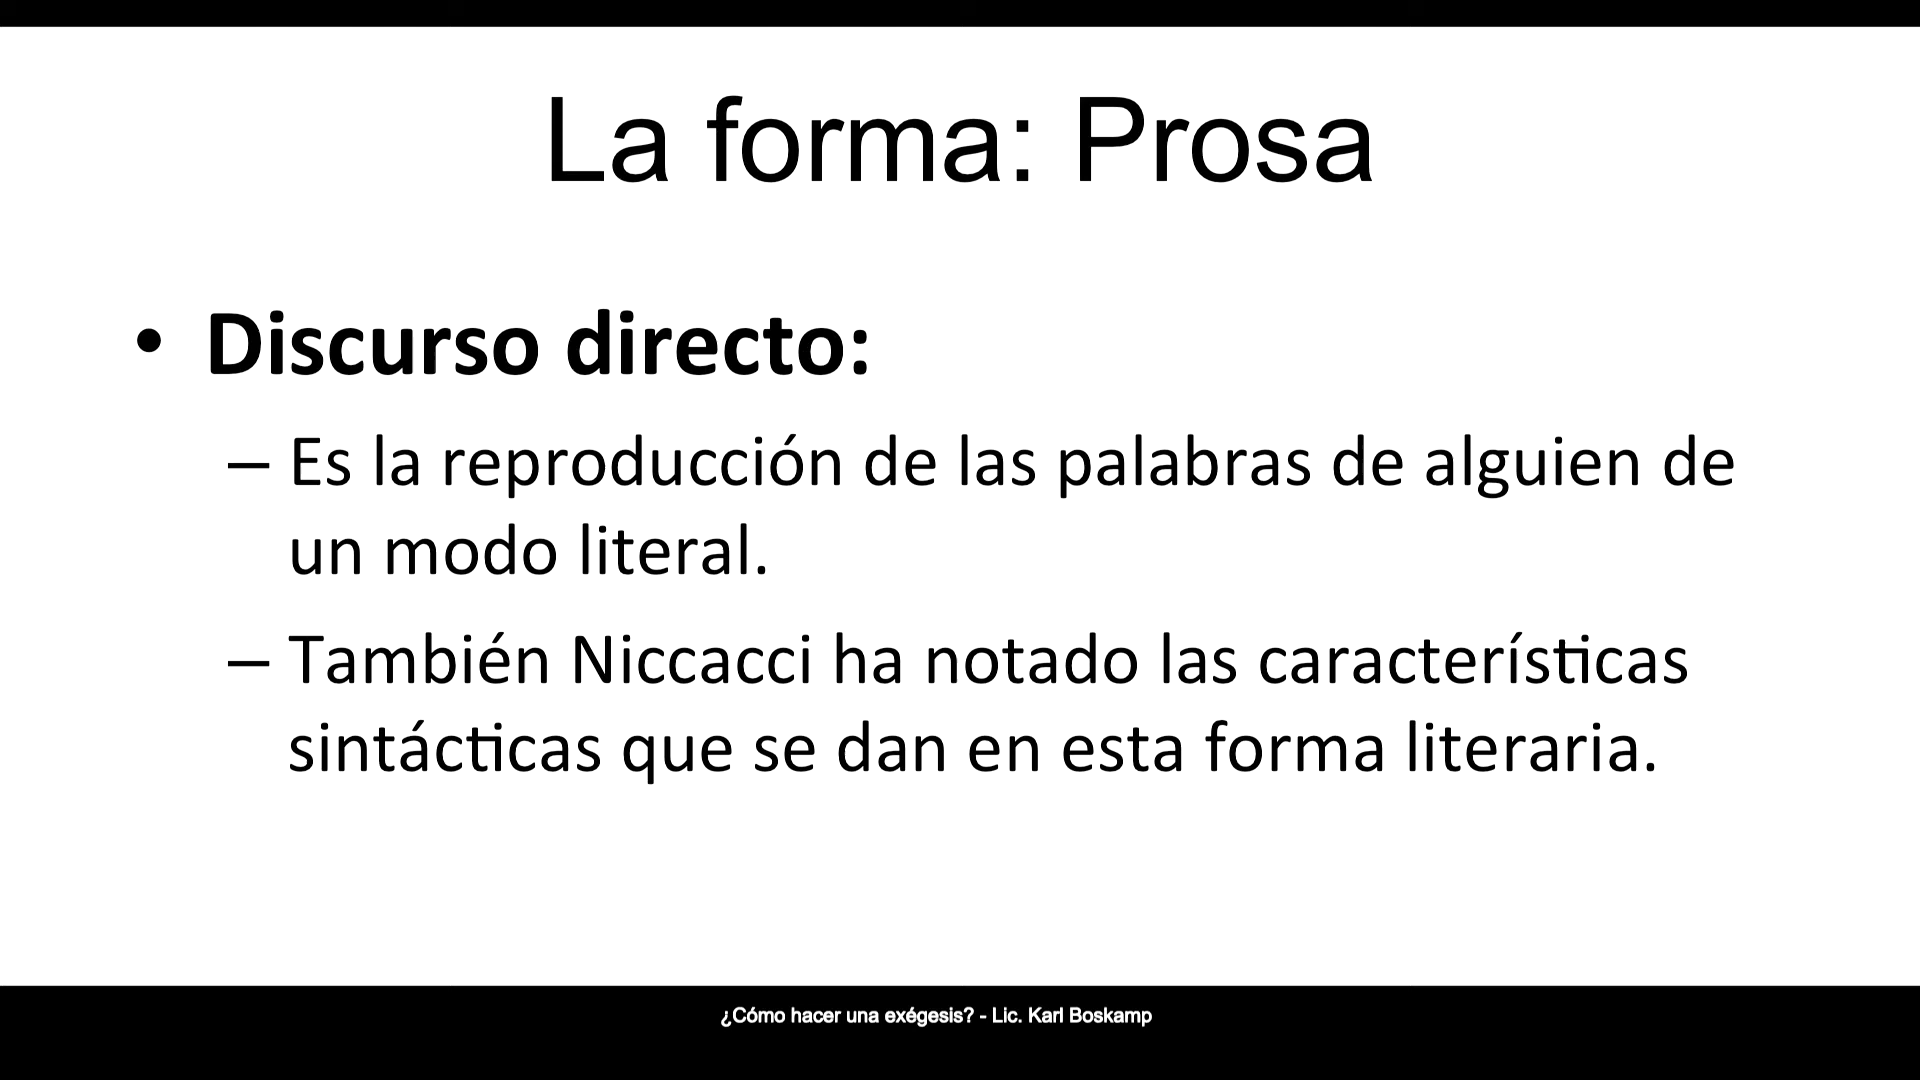 La forma: Prosa
• Discurso directo:
– Es la reproducción de las palabras de alguien de
un modo literal.
– También Niccacci ha notado las características
sintácticas que se dan en esta forma literaria.
¿Cómo hacer una exégesis? - Lic. Karl Boskamp